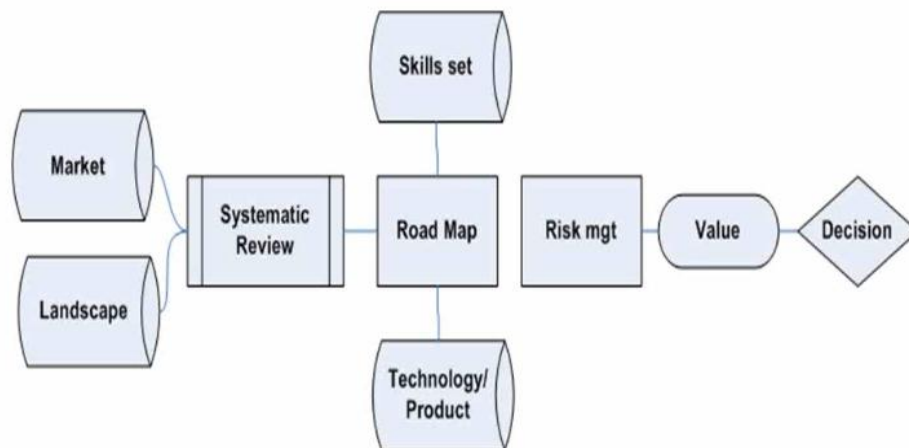 Skills set
Market
Systematic
Review
Road Map
Risk mgt
Value
Decision
Landscape
Technology/
Product